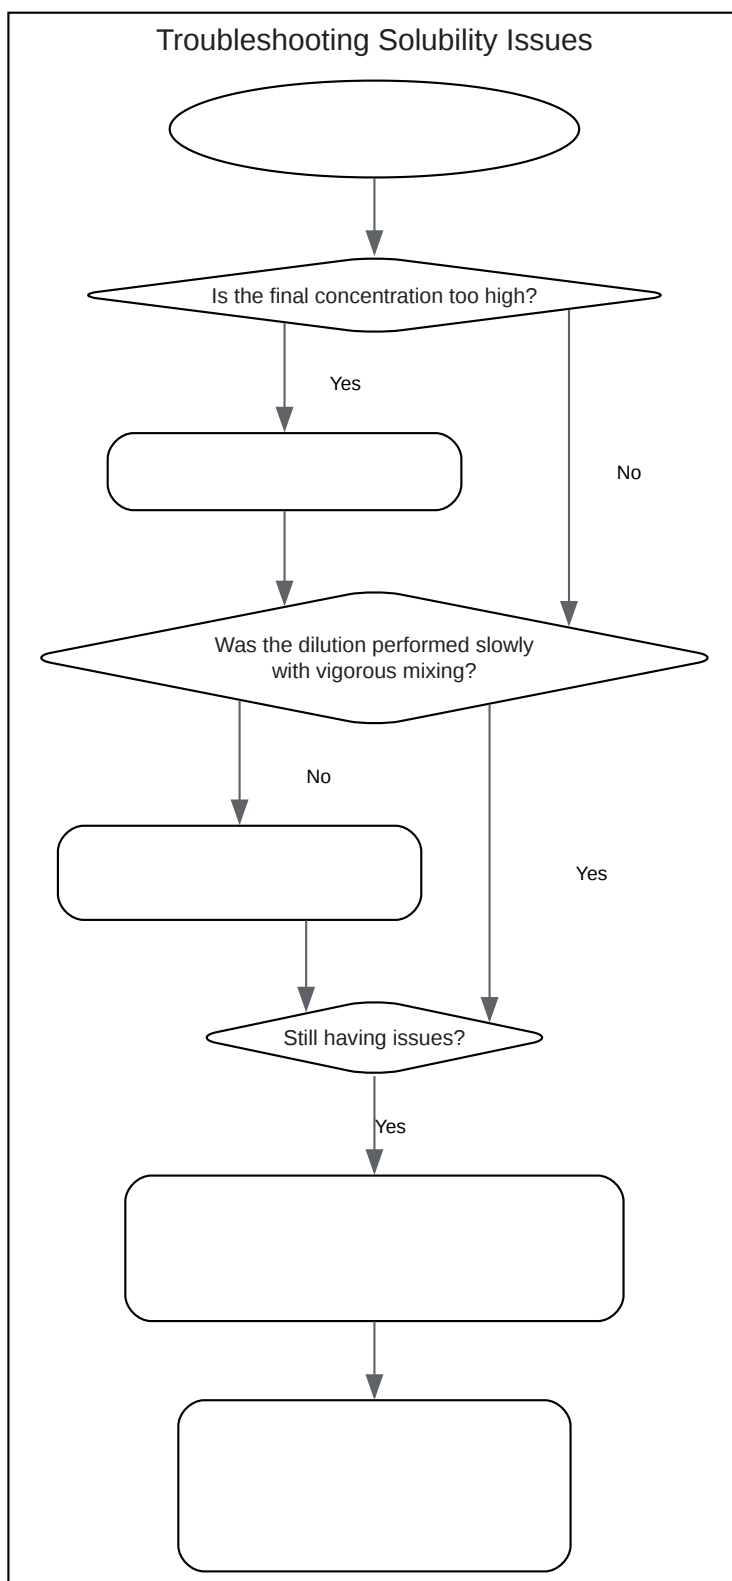 Troubleshooting Solubility Issues
Is the final concentration too high?
Yes
No
Was the dilution performed slowly
with vigorous mixing?
No
Yes
Still having issues?
Yes